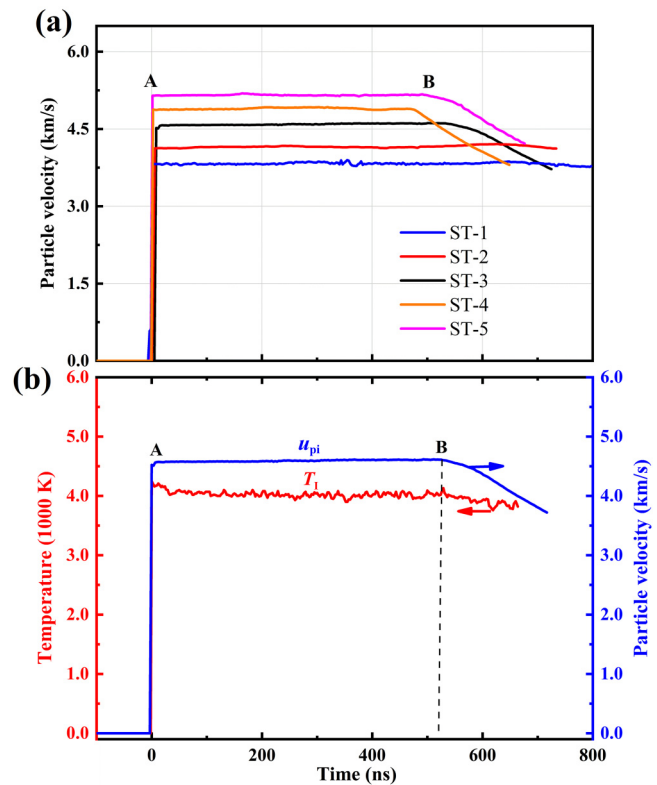 (a)
6.0
4.5
3.0
1.5
0.0
Particle velocity (km/s)
A
B
ST-1
ST-2
ST-3
ST-4
ST-5
(b)
6.0
5.0
4.0
3.0
2.0
1.0
0.0
Temperature (1000 K)
A
u_pi
B
T_I
6.0
5.0
4.0
3.0
2.0
1.0
0.0
Particle velocity (km/s)
0
200
400
600
800
Time (ns)